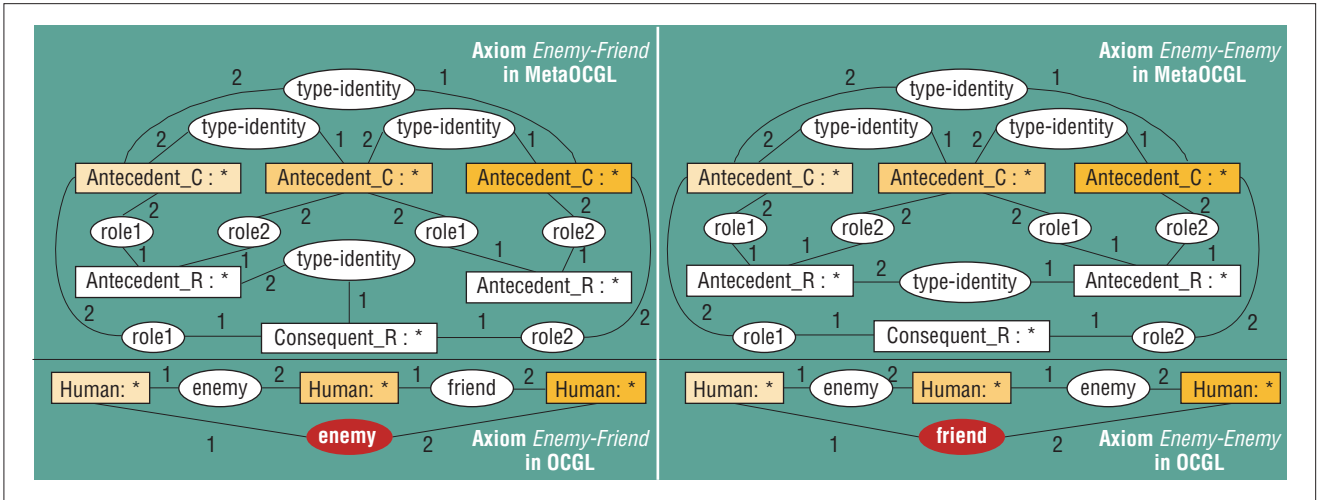 Axiom Enemy-Friend
in MetaOCGL
2 type-identity 1
2 type-identity 1 2 type-identity 1
Antecedent_C : * Antecedent_C : * Antecedent_C : *
2 2 2 2
role1 role2 role1 role2
1 1 type-identity 1 1
Antecedent_R : * 2 Antecedent_R : *
1
2 role1 1 Consequent_R : * 1 role2 2
Human: * 1 enemy 2 Human: * 1 friend 2 Human: *
1 enemy 2
Axiom Enemy-Friend
in OCGL
Axiom Enemy-Enemy
in MetaOCGL
2 type-identity 1
2 type-identity 1 2 type-identity 1
Antecedent_C : * Antecedent_C : * Antecedent_C : *
2 2 2 2
role1 role2 role1 role2
1 1 1 1
Antecedent_R : * 2 type-identity 1 Antecedent_R : *
2 role1 1 Consequent_R : * 1 role2 2
Human: * 1 enemy 2 Human: * 1 enemy 2 Human: *
1 friend 2
Axiom Enemy-Enemy
in OCGL